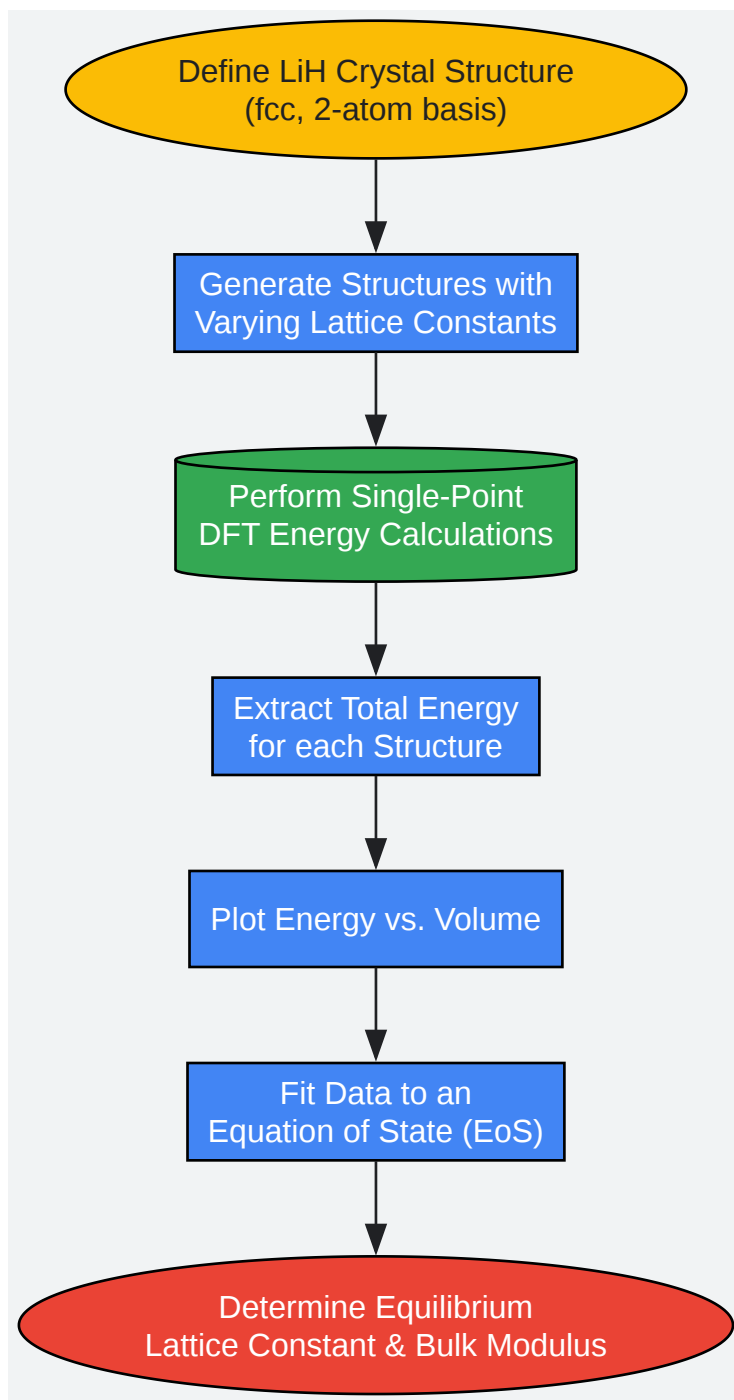 Define LiH Crystal Structure
(fcc, 2-atom basis)
Generate Structures with
Varying Lattice Constants
Perform Single-Point
DFT Energy Calculations
Extract Total Energy
for each Structure
Plot Energy vs. Volume
Fit Data to an
Equation of State (EoS)
Determine Equilibrium
Lattice Constant & Bulk Modulus